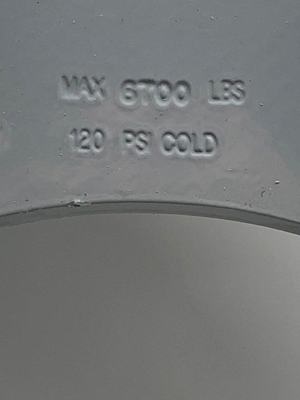 MAX 6700 LBS
120 PSI COLD